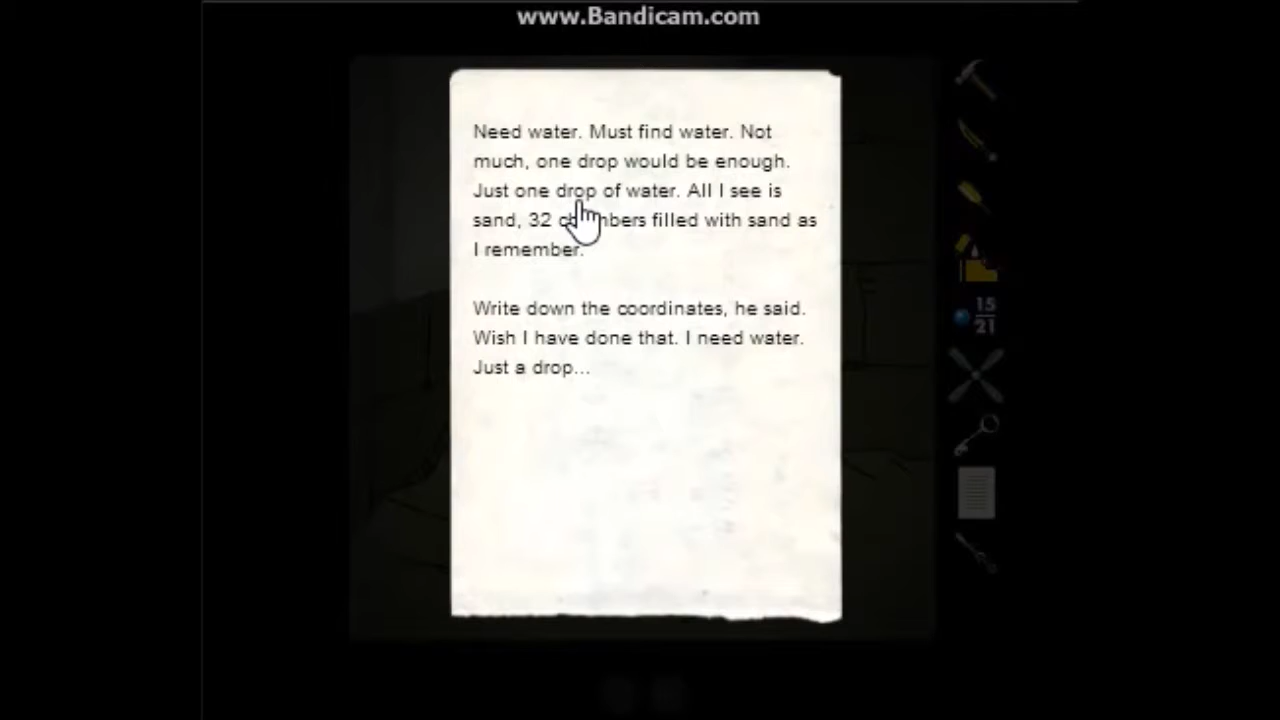 www.Bandicam.com
Need water. Must find water. Not
much, one drop would be enough.
Just one drop of water. All I see is
sand, 32 chambers filled with sand as
I remember.
Write down the coordinates, he said.
Wish I have done that. I need water.
Just a drop...
15
21